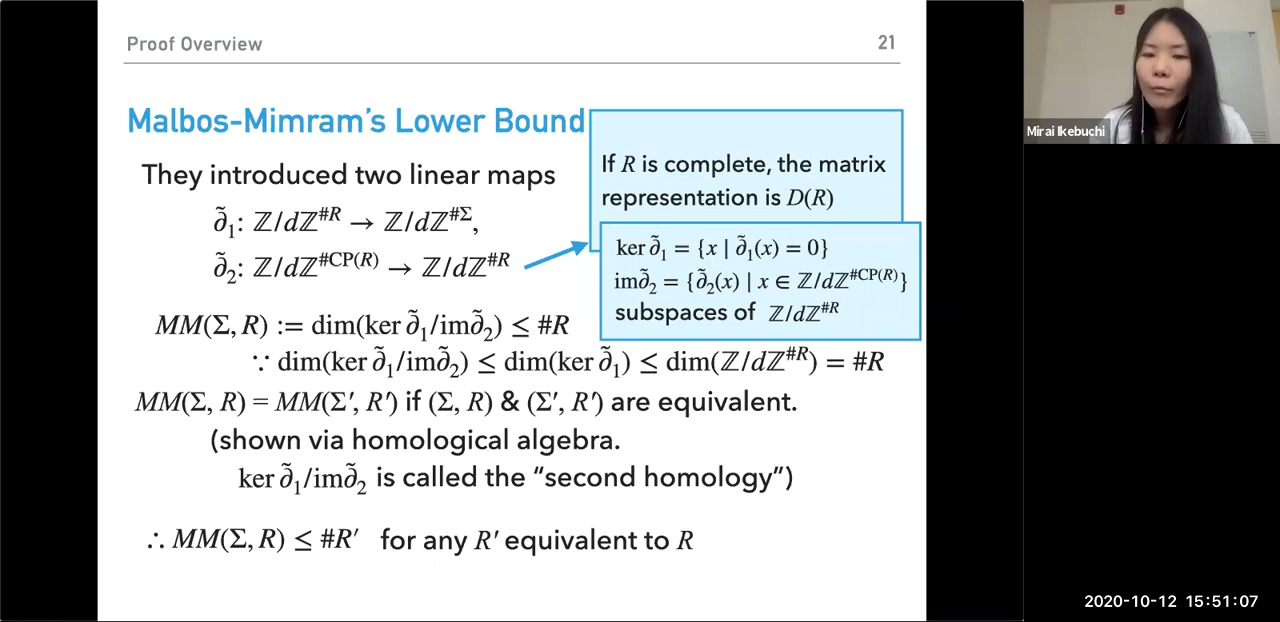 Proof Overview
21
Malbos-Mimram's Lower Bound
They introduced two linear maps
∂̃₁: ℤ/dℤ^#R → ℤ/dℤ^#Σ,
∂̃₂: ℤ/dℤ^#CP(R) → ℤ/dℤ^#R
If R is complete, the matrix
representation is D(R)
ker ∂̃₁ = {x | ∂̃₁(x) = 0}
im∂̃₂ = {∂̃₂(x) | x ∈ ℤ/dℤ^#CP(R)}
subspaces of ℤ/dℤ^#R
MM(Σ, R) := dim(ker ∂̃₁/im∂̃₂) ≤ #R
∵ dim(ker ∂̃₁/im∂̃₂) ≤ dim(ker ∂̃₁) ≤ dim(ℤ/dℤ^#R) = #R
MM(Σ, R) = MM(Σ′, R′) if (Σ, R) & (Σ′, R′) are equivalent.
(shown via homological algebra.
ker ∂̃₁/im∂̃₂ is called the “second homology”)
∴ MM(Σ, R) ≤ #R′ for any R′ equivalent to R
Mirai Ikebuchi
2020-10-12 15:51:07